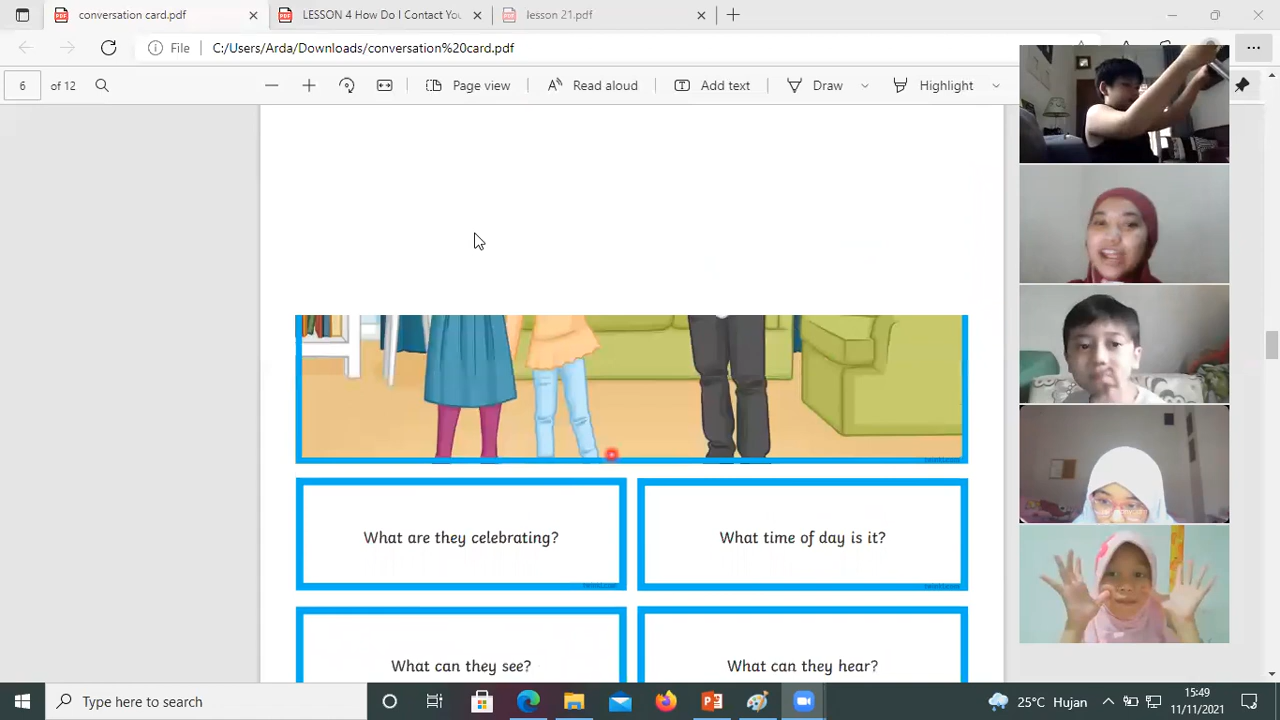 conversation card.pdf
LESSON 4 How Do I Contact You
lesson 21.pdf
File
C:/Users/Arda/Downloads/conversation%20card.pdf
6
of 12
Page view
Read aloud
Add text
Draw
Highlight
What are they celebrating?
What time of day is it?
What can they see?
What can they hear?
Type here to search
25°C Hujan
15:49
11/11/2021